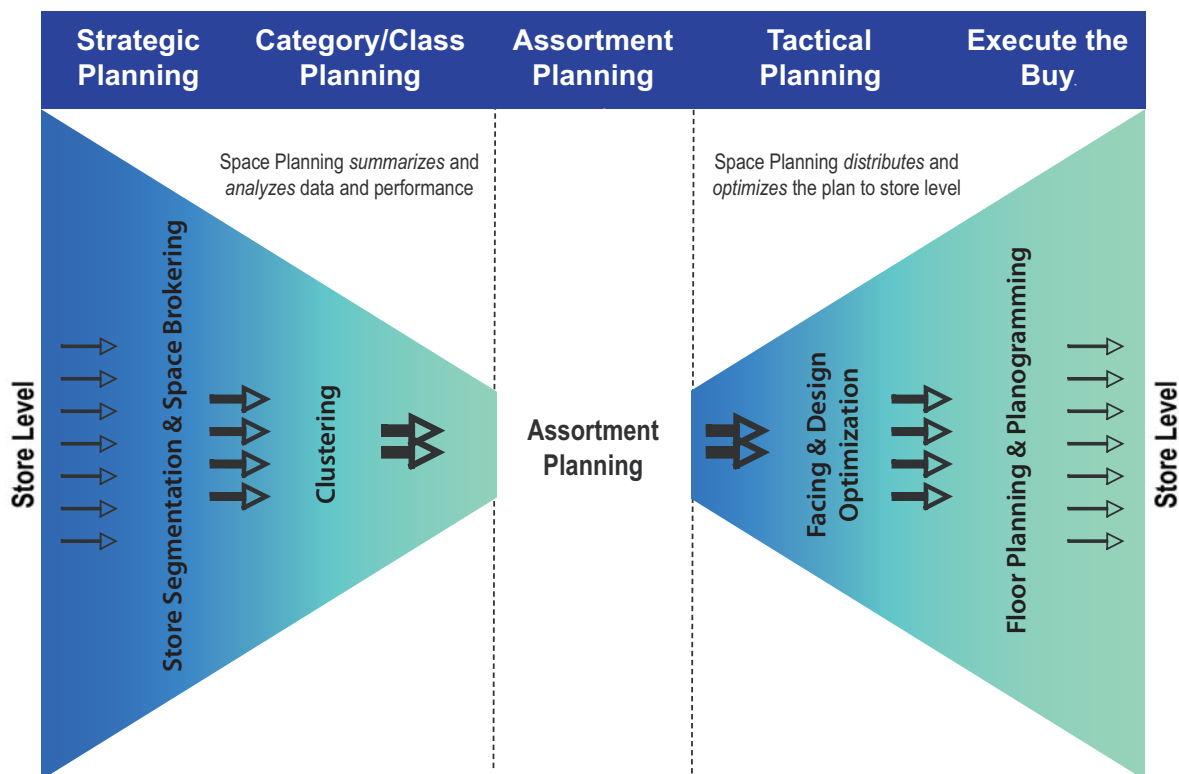 Strategic
Planning
Category/Class
Planning
Assortment
Planning
Tactical
Planning
Execute the
Buy.
Space Planning summarizes and
analyzes data and performance
Space Planning distributes and
optimizes the plan to store level
Store Level
Store Segmentation & Space Brokering
Clustering
Assortment
Planning
Facing & Design
Optimization
Floor Planning & Planogramming
Store Level